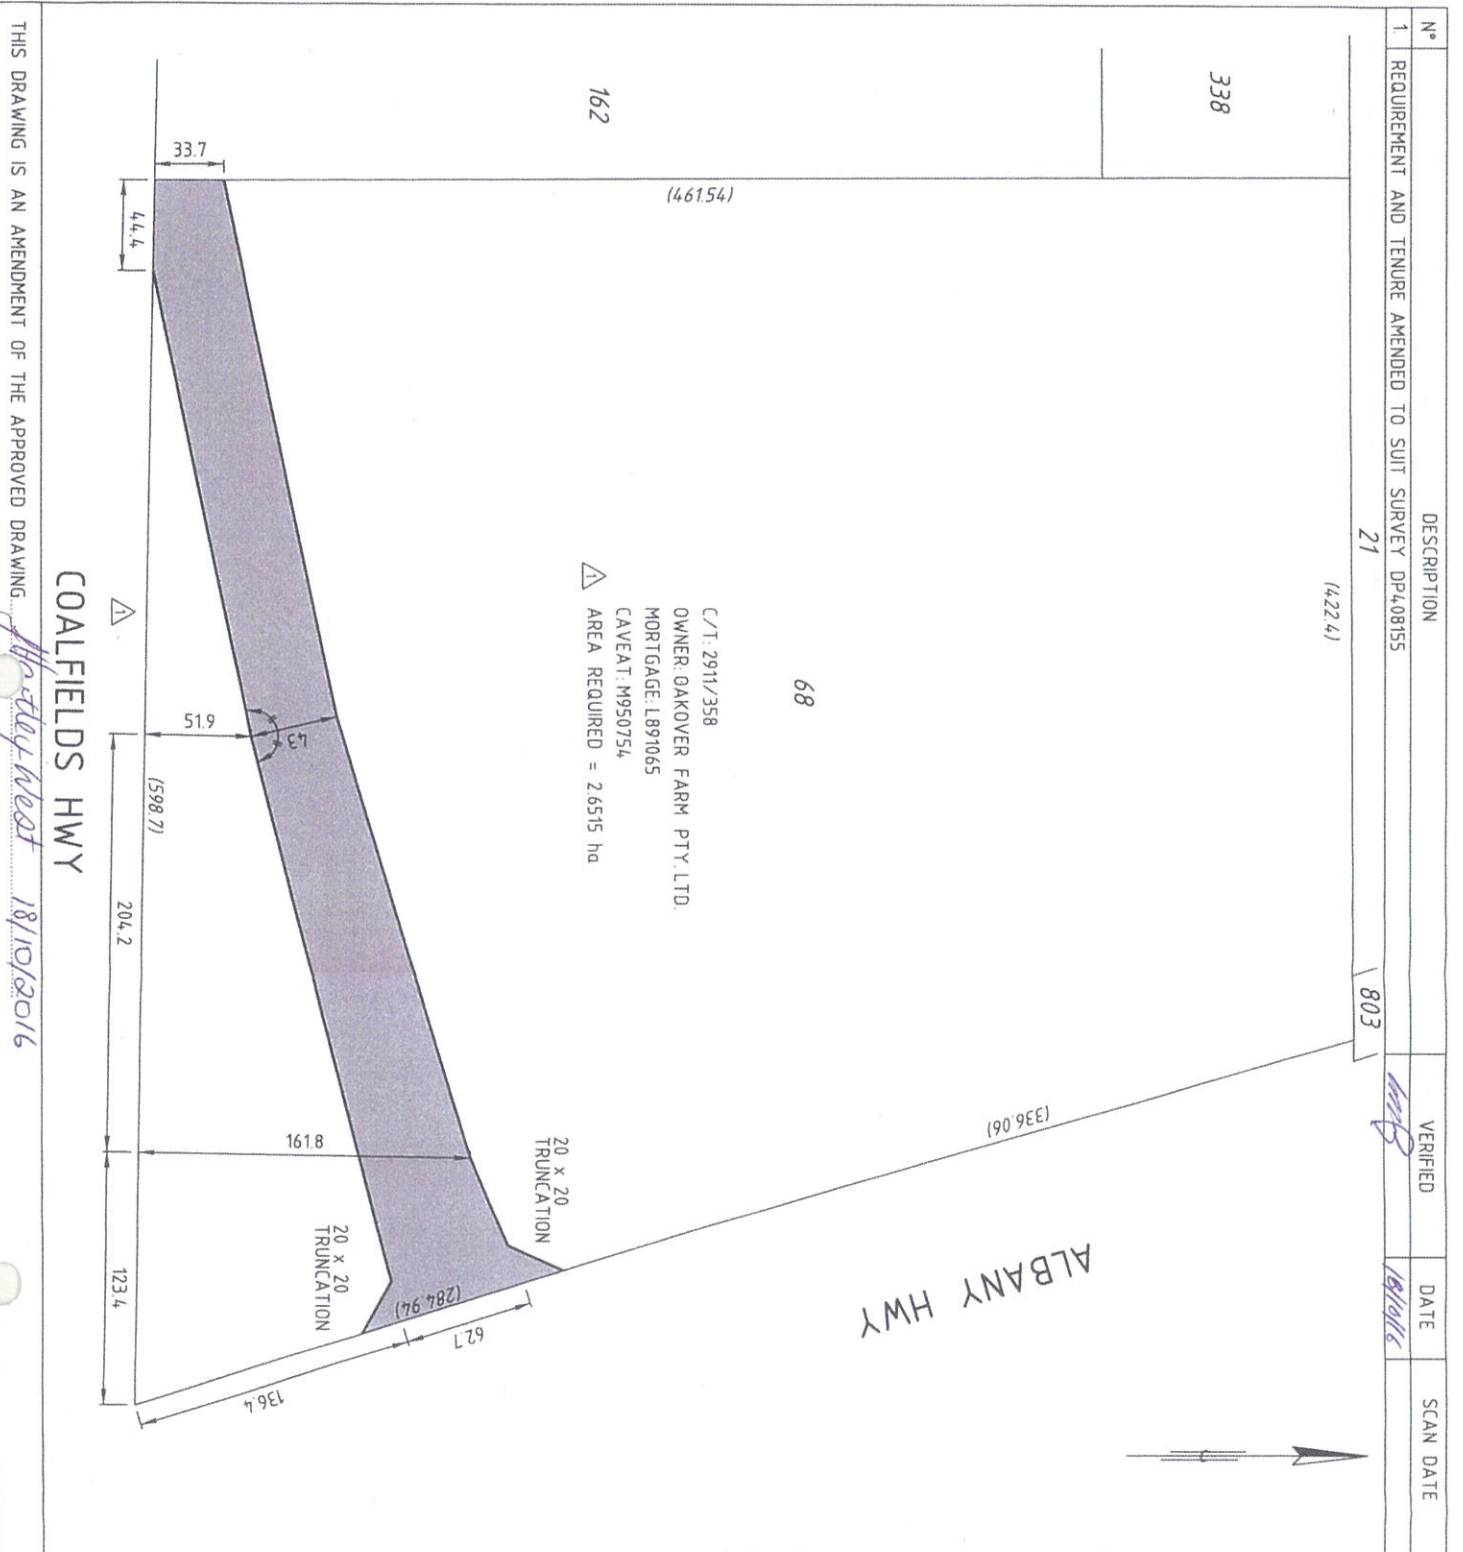 N° DESCRIPTION VERIFIED DATE SCAN DATE
1. REQUIREMENT AND TENURE AMENDED TO SUIT SURVEY DP408155 18/10/16
21
803
(422.4)
338
162
(461.54)
68
C/T: 2911/358
OWNER: OAKOVER FARM PTY. LTD.
MORTGAGE: L891065
CAVEAT: M950754
1 AREA REQUIRED = 2.6515 ha
(336.06)
ALBANY HWY
20 x 20
TRUNCATION
20 x 20
TRUNCATION
(284.94)
62.7
136.4
33.7
44.4
43
51.9
161.8
(598.7)
204.2
123.4
1
COALFIELDS HWY
THIS DRAWING IS AN AMENDMENT OF THE APPROVED DRAWING West 18/10/2016